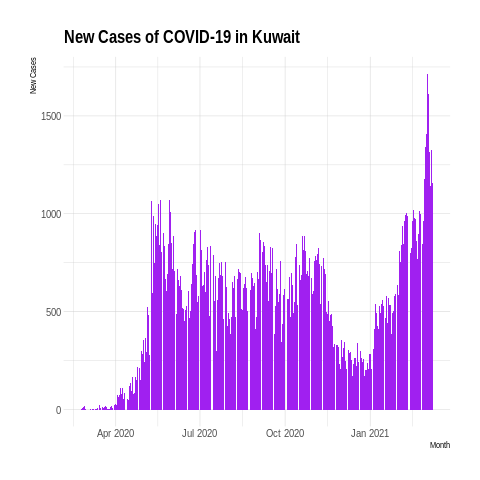 New Cases of COVID-19 in Kuwait
New Cases
1500
1000
500
0
Apr 2020 Jul 2020 Oct 2020 Jan 2021
Month